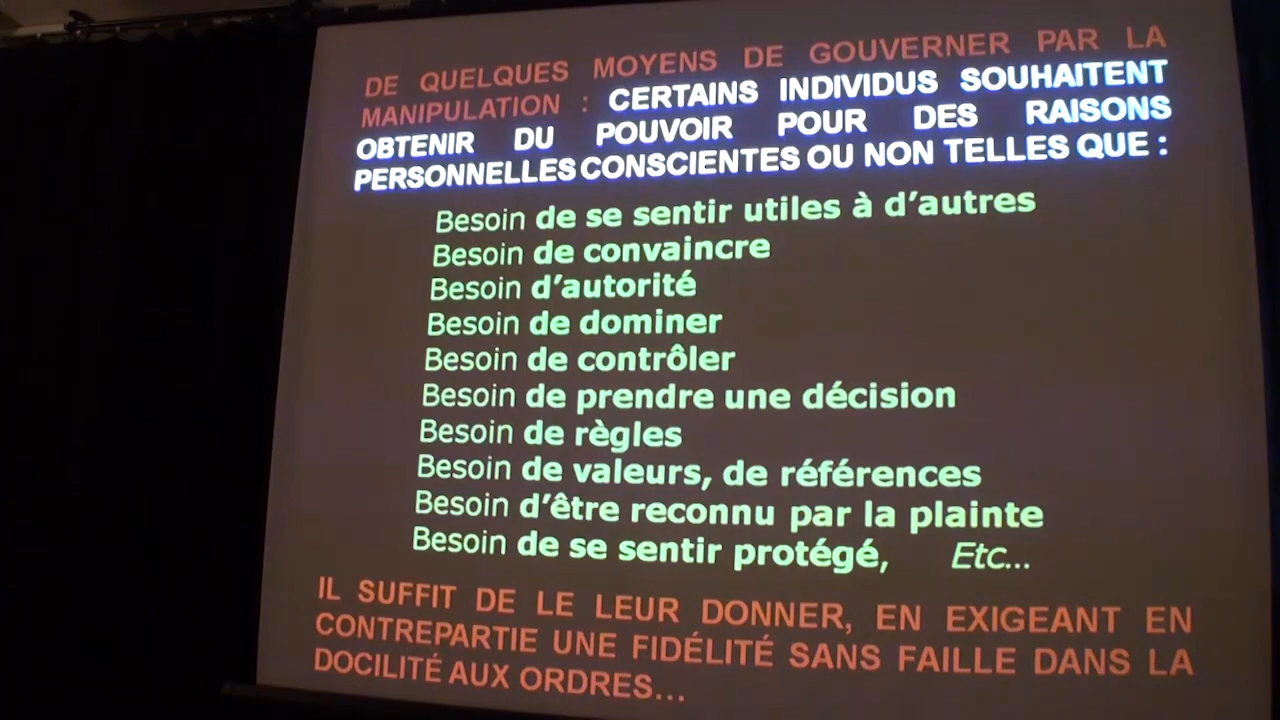 DE QUELQUES MOYENS DE GOUVERNER PAR LA
MANIPULATION : CERTAINS INDIVIDUS SOUHAITENT
OBTENIR DU POUVOIR POUR DES RAISONS
PERSONNELLES CONSCIENTES OU NON TELLES QUE :
Besoin de se sentir utiles à d'autres
Besoin de convaincre
Besoin d'autorité
Besoin de dominer
Besoin de contrôler
Besoin de prendre une décision
Besoin de règles
Besoin de valeurs, de références
Besoin d'être reconnu par la plainte
Besoin de se sentir protégé, Etc...
IL SUFFIT DE LE LEUR DONNER, EN EXIGEANT EN
CONTREPARTIE UNE FIDÉLITÉ SANS FAILLE DANS LA
DOCILITÉ AUX ORDRES...